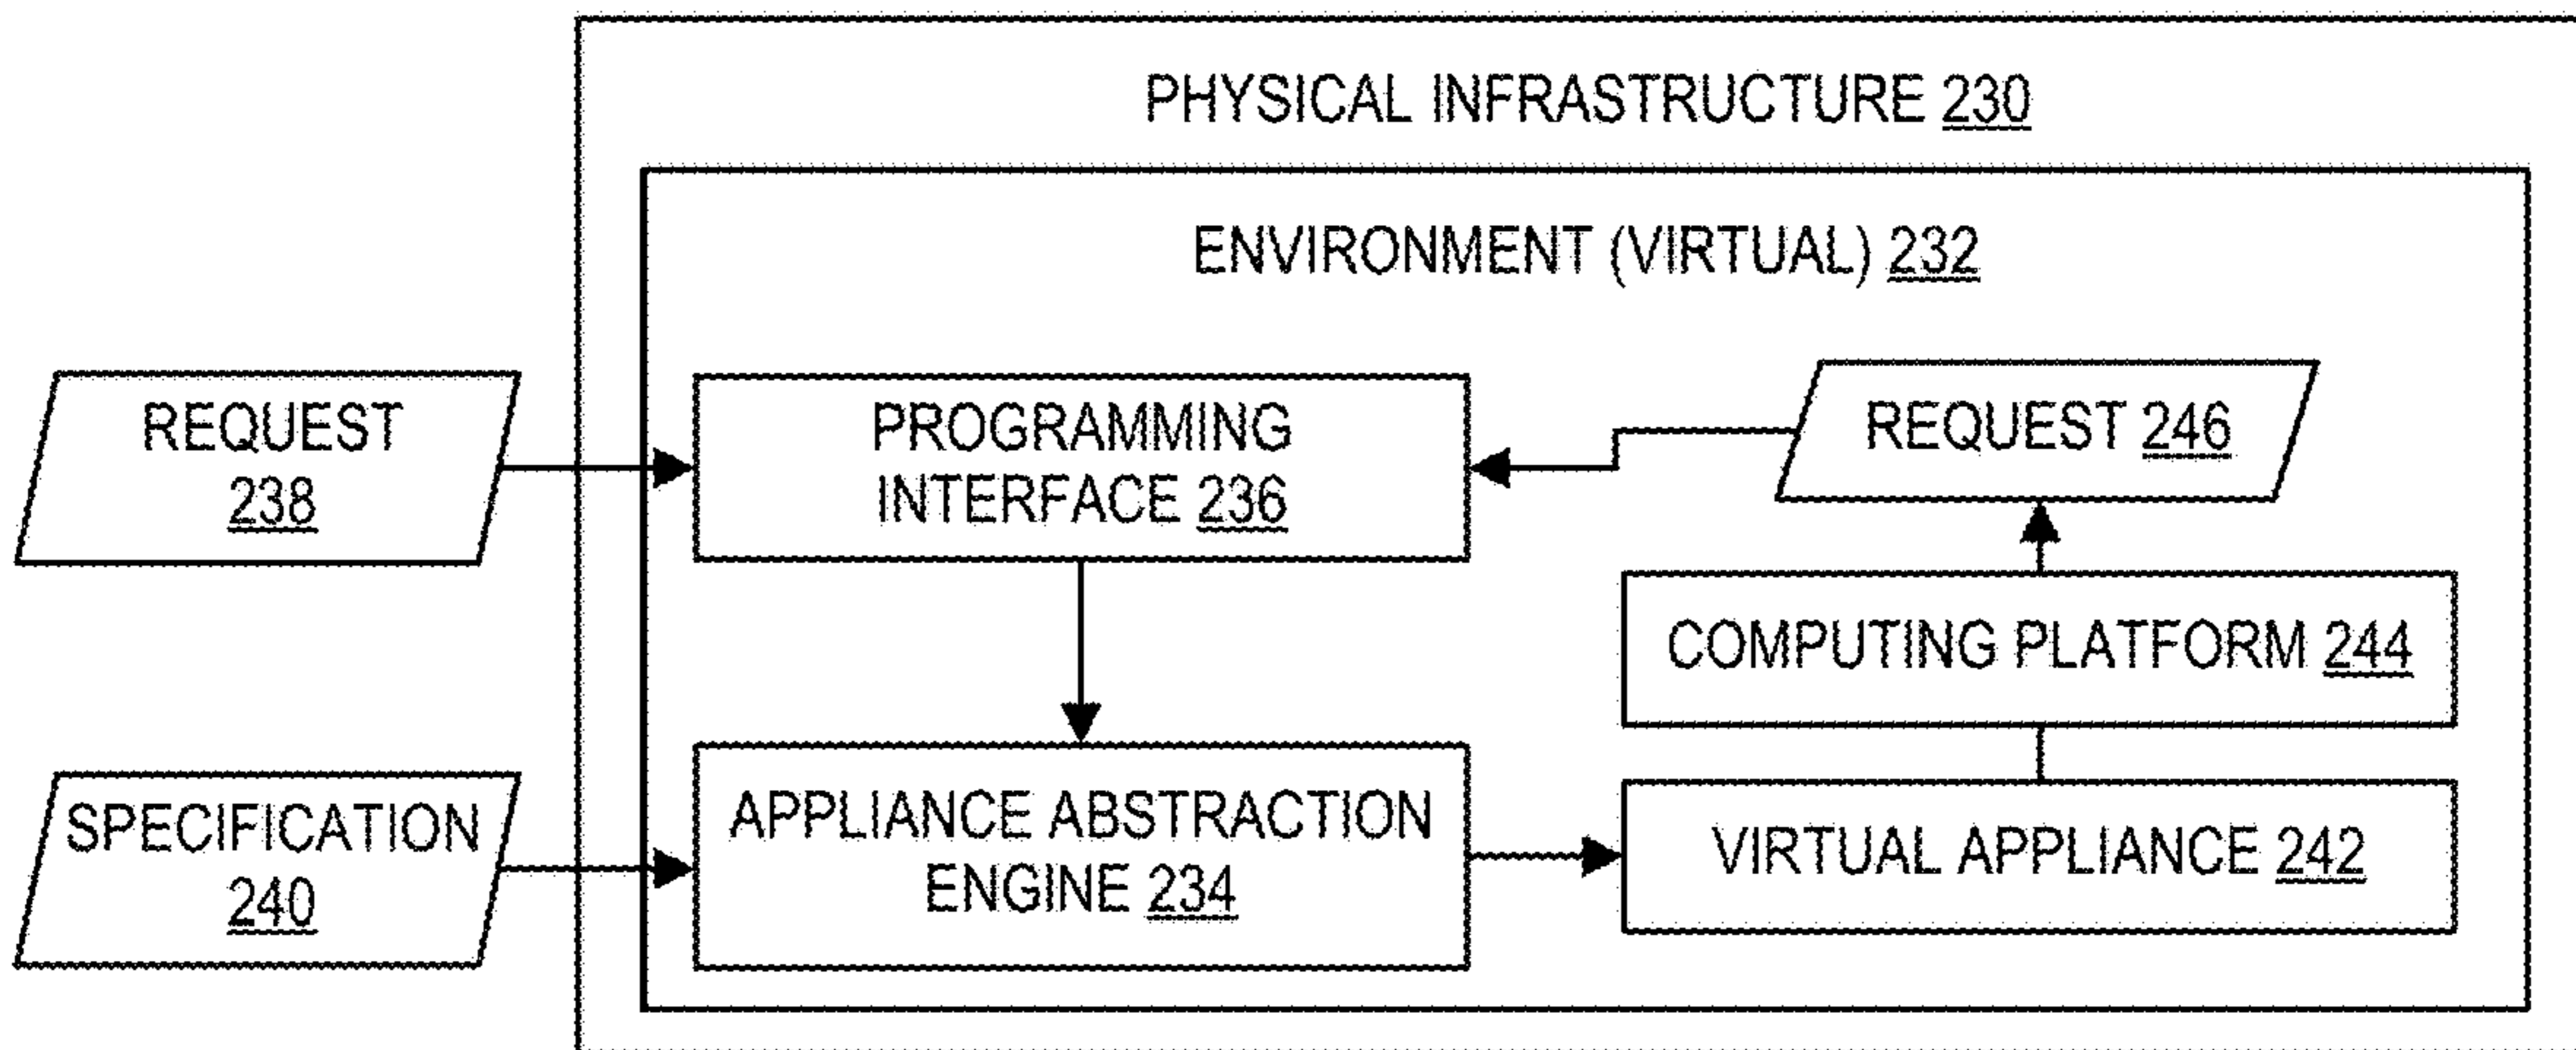 PHYSICAL INFRASTRUCTURE 230
ENVIRONMENT (VIRTUAL) 232
REQUEST
238
PROGRAMMING
INTERFACE 236
REQUEST 246
COMPUTING PLATFORM 244
SPECIFICATION
240
APPLIANCE ABSTRACTION
ENGINE 234
VIRTUAL APPLIANCE 242